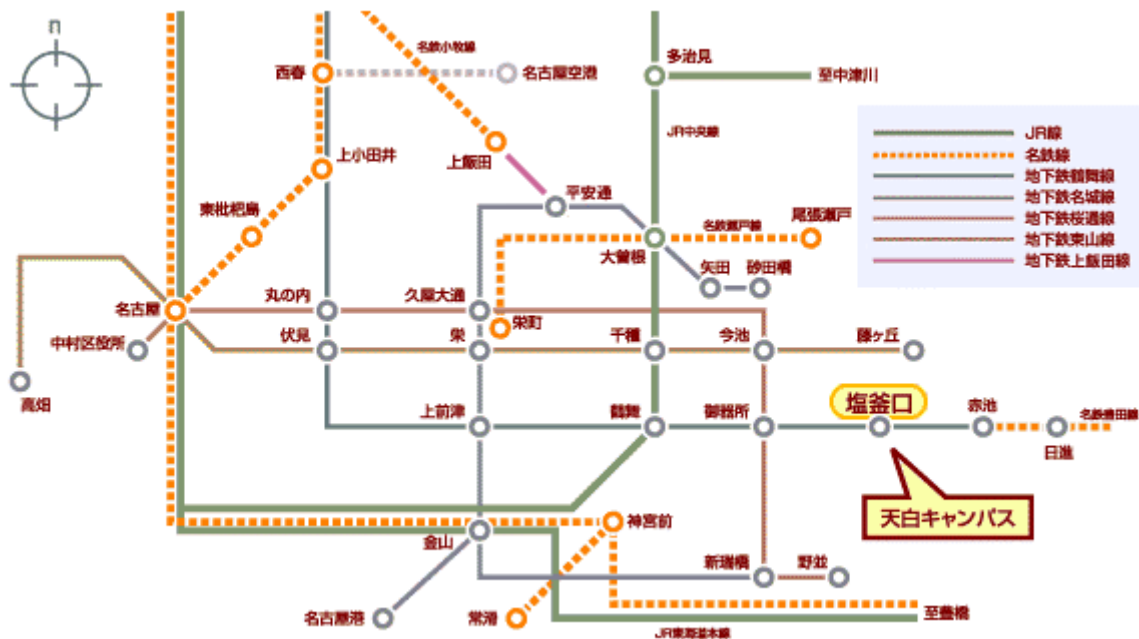 n
名鉄小牧線
西春
名古屋空港
多治見
至中津川
JR中央線
JR線
名鉄線
地下鉄鶴舞線
地下鉄名城線
地下鉄桜通線
地下鉄東山線
地下鉄上飯田線
上小田井
上飯田
平安通
東枇杷島
名鉄瀬戸線
尾張瀬戸
大曽根
矢田
砂田橋
名古屋
丸の内
久屋大通
栄町
中村区役所
伏見
栄
千種
今池
藤ヶ丘
高畑
上前津
鶴舞
御器所
塩釜口
赤池
名鉄豊田線
日進
天白キャンパス
神宮前
金山
新瑞橋
野並
名古屋港
常滑
至豊橋
JR東海道本線